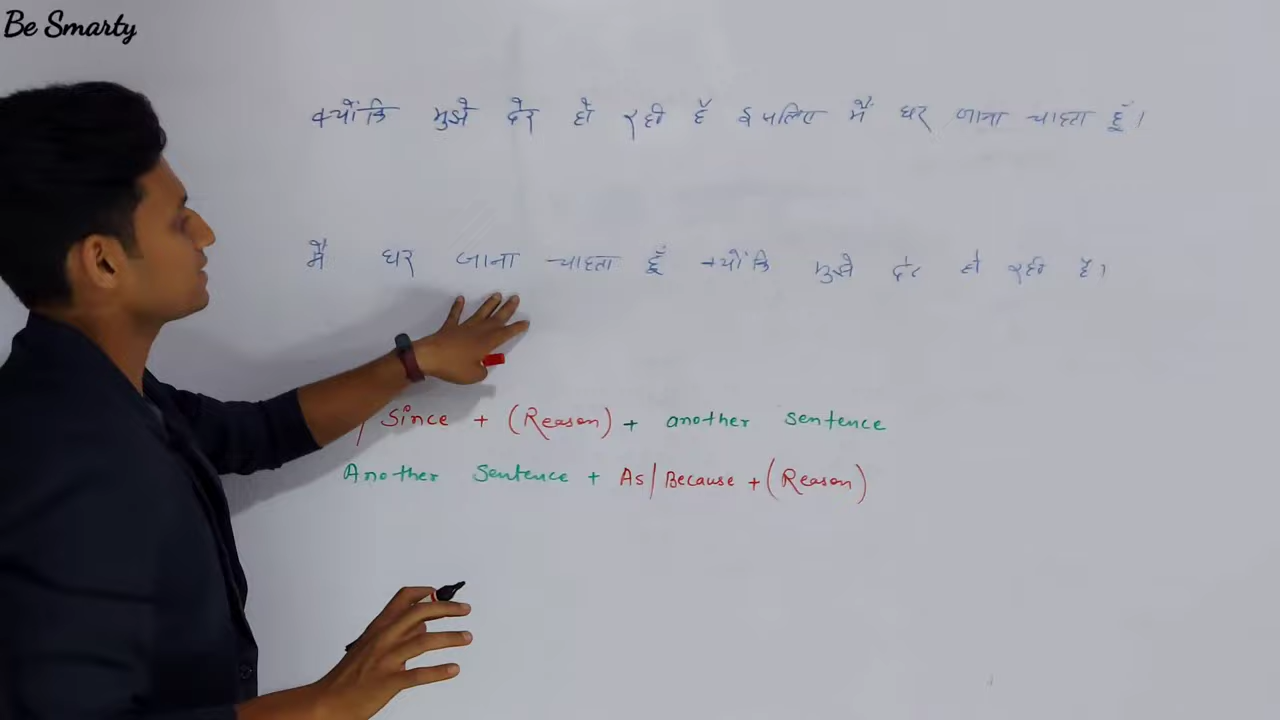 Be Smarty
क्योंकि मुझे देर हो रही है इसलिए मैं घर जाना चाहता हूँ।
मैं घर जाना चाहता हूँ क्योंकि मुझे देर हो रही है।
/ Since + (Reason) + another sentence
Another Sentence + As/Because + (Reason)